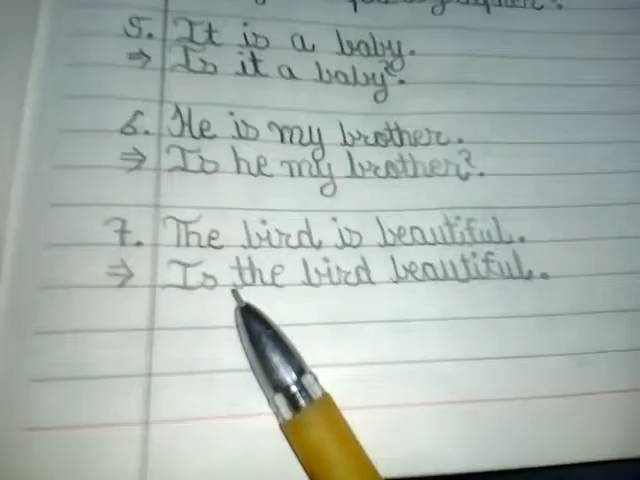 5. It is a baby.
⇒ Is it a baby?
6. He is my brother.
⇒ Is he my brother?
7. The bird is beautiful.
⇒ Is the bird beautiful.